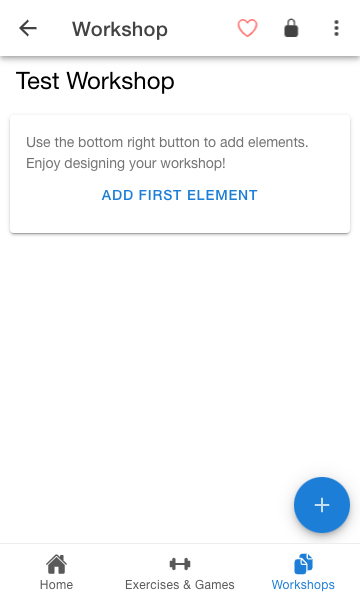 Workshop
Test Workshop
Use the bottom right button to add elements.
Enjoy designing your workshop!
ADD FIRST ELEMENT
Home
Exercises & Games
Workshops